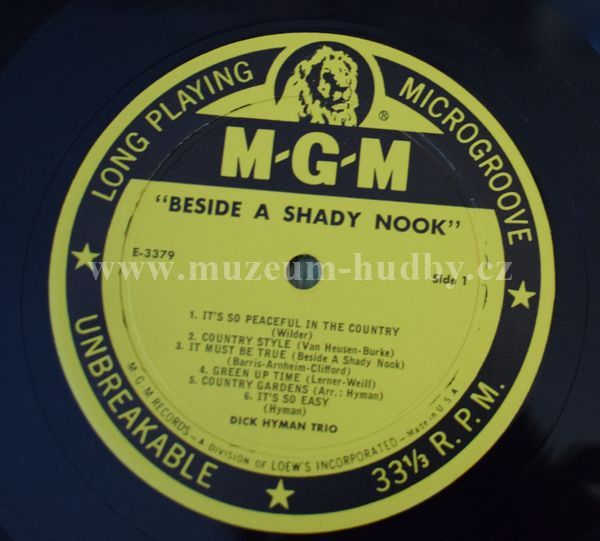 LONG PLAYING
MICROGROOVE
®
M-G-M
"BESIDE A SHADY NOOK"
E-3379
Side 1
www.muzeum-hudby.cz
1. IT'S SO PEACEFUL IN THE COUNTRY
(Wilder)
2. COUNTRY STYLE (Van Heusen-Burke)
3. IT MUST BE TRUE (Beside A Shady Nook)
(Barris-Arnheim-Clifford)
4. GREEN UP TIME (Lerner-Weill)
5. COUNTRY GARDENS (Arr.: Hyman)
6. IT'S SO EASY
(Hyman)
DICK HYMAN TRIO
M.G.M RECORDS — A DIVISION OF LOEW'S INCORPORATED — Made in U.S.A.
UNBREAKABLE
33⅓ R.P.M.